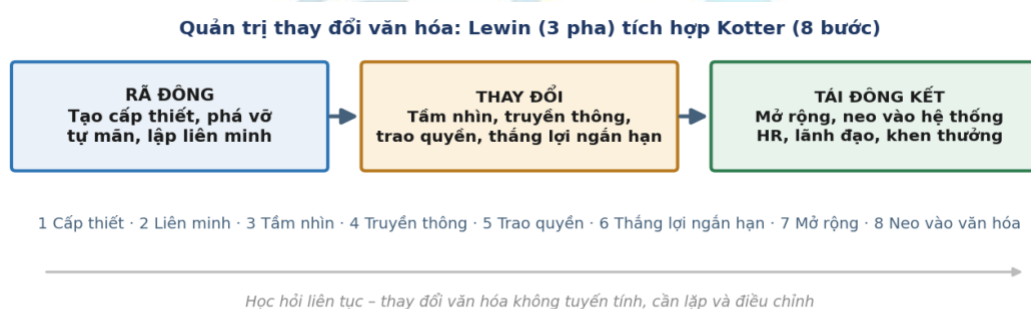 Quản trị thay đổi văn hóa: Lewin (3 pha) tích hợp Kotter (8 bước)
RÃ ĐÔNG
Tạo cấp thiết, phá vỡ
tự mãn, lập liên minh
THAY ĐỔI
Tầm nhìn, truyền thông,
trao quyền, thắng lợi ngắn hạn
TÁI ĐÔNG KẾT
Mở rộng, neo vào hệ thống
HR, lãnh đạo, khen thưởng
1 Cấp thiết · 2 Liên minh · 3 Tầm nhìn · 4 Truyền thông · 5 Trao quyền · 6 Thắng lợi ngắn hạn · 7 Mở rộng · 8 Neo vào văn hóa
Học hỏi liên tục – thay đổi văn hóa không tuyến tính, cần lặp và điều chỉnh